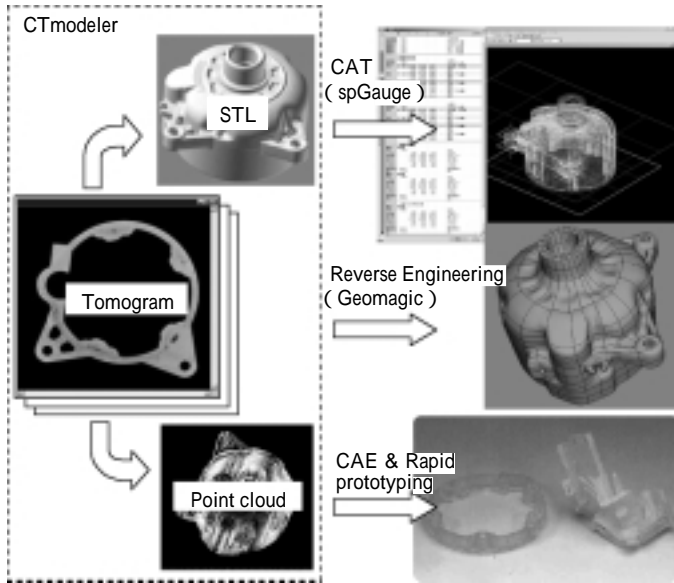 CTmodeler
STL
CAT
( spGauge )
Tomogram
Reverse Engineering
( Geomagic )
Point cloud
CAE & Rapid
prototyping